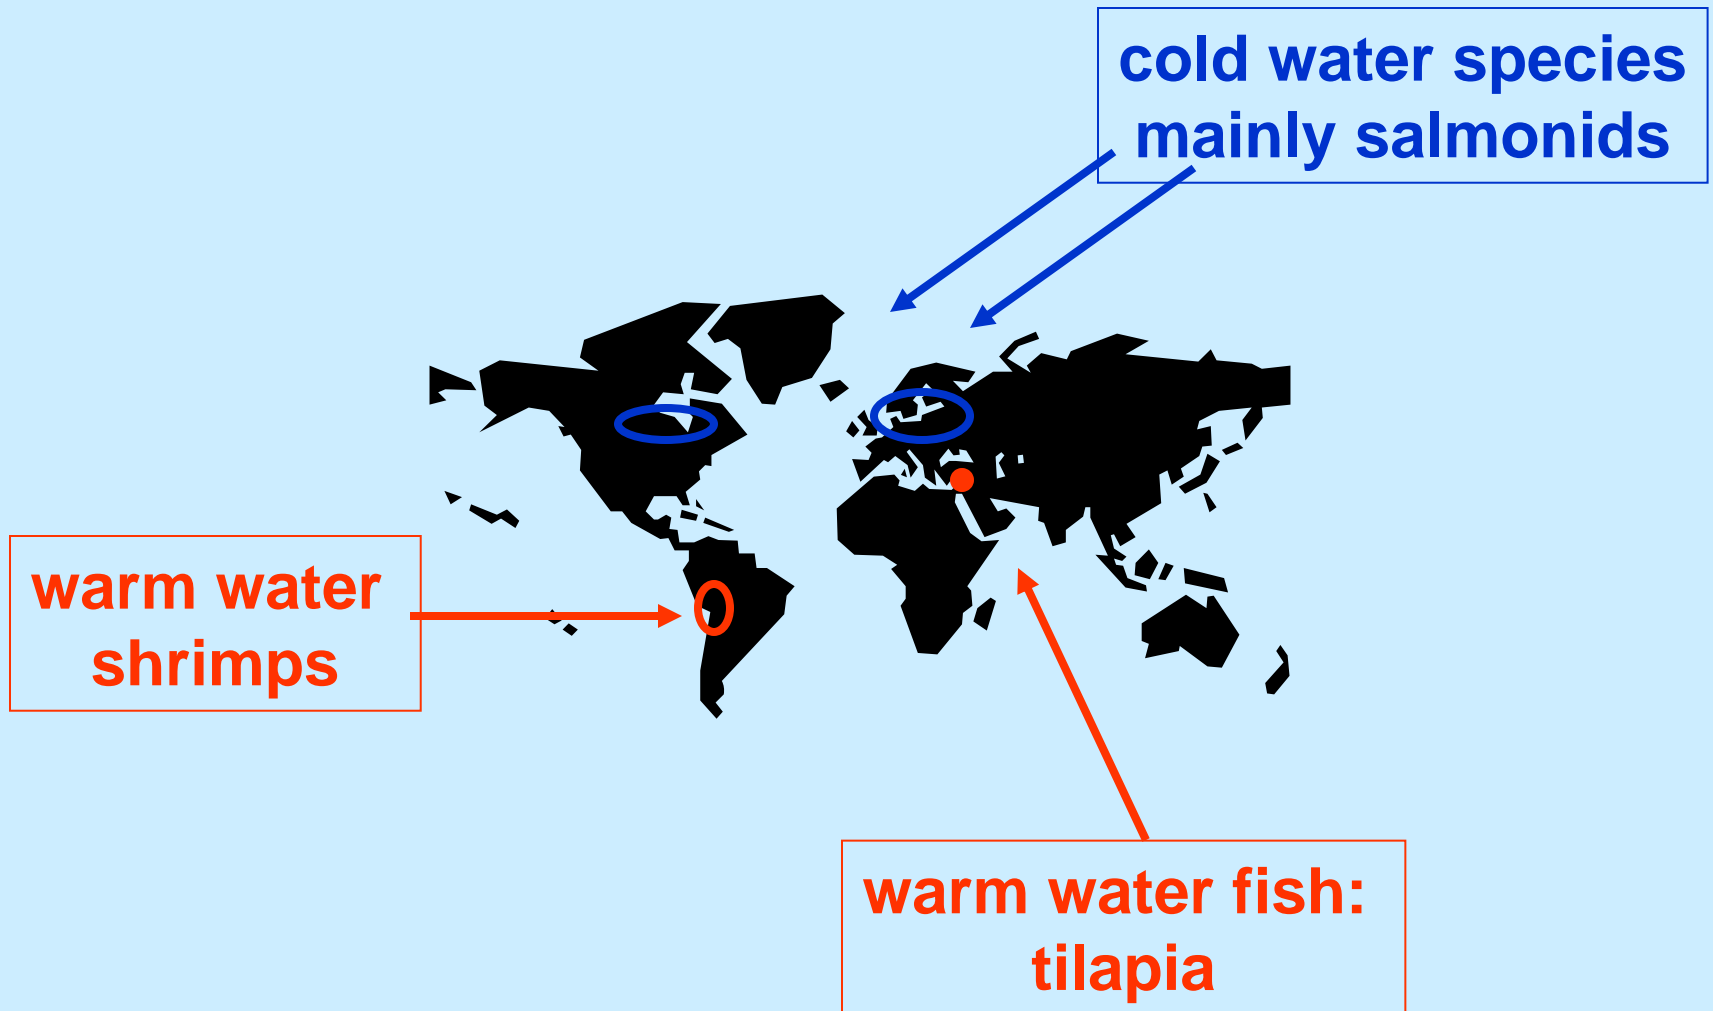 cold water species
mainly salmonids
warm water
shrimps
warm water fish:
tilapia